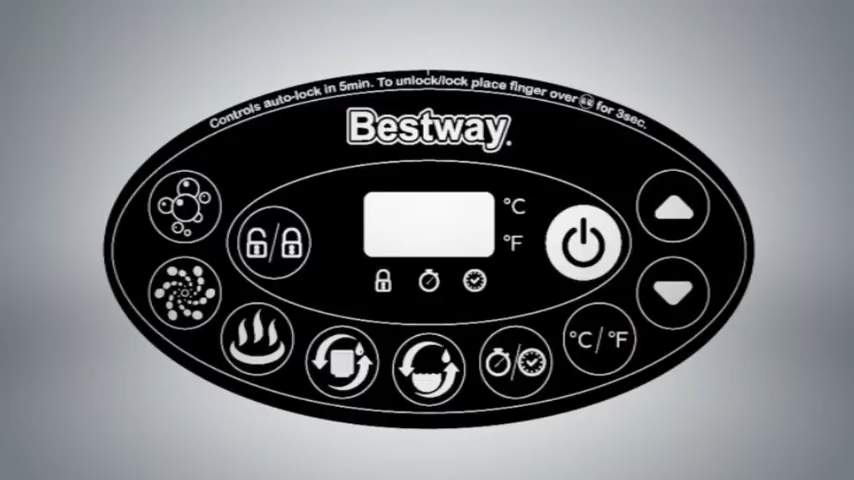 Controls auto-lock in 5min. To unlock/lock place finger over for 3sec.
Bestway.
°C
°F
°C/°F